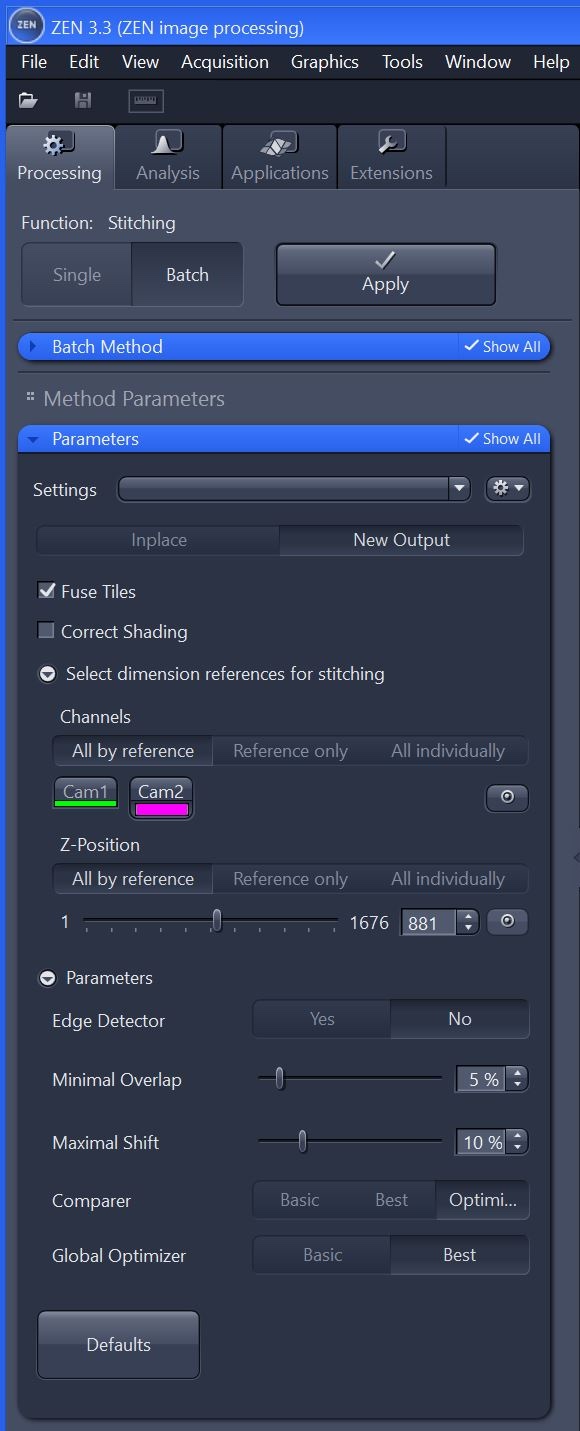 ZEN ZEN 3.3 (ZEN image processing)
File Edit View Acquisition Graphics Tools Window Help
Processing Analysis Applications Extensions
Function: Stitching
Single Batch Apply
Batch Method Show All
Method Parameters
Parameters Show All
Settings
Inplace New Output
Fuse Tiles
Correct Shading
Select dimension references for stitching
Channels
All by reference Reference only All individually
Cam1 Cam2
Z-Position
All by reference Reference only All individually
1 1676 881
Parameters
Edge Detector Yes No
Minimal Overlap 5 %
Maximal Shift 10 %
Comparer Basic Best Optimi...
Global Optimizer Basic Best
Defaults